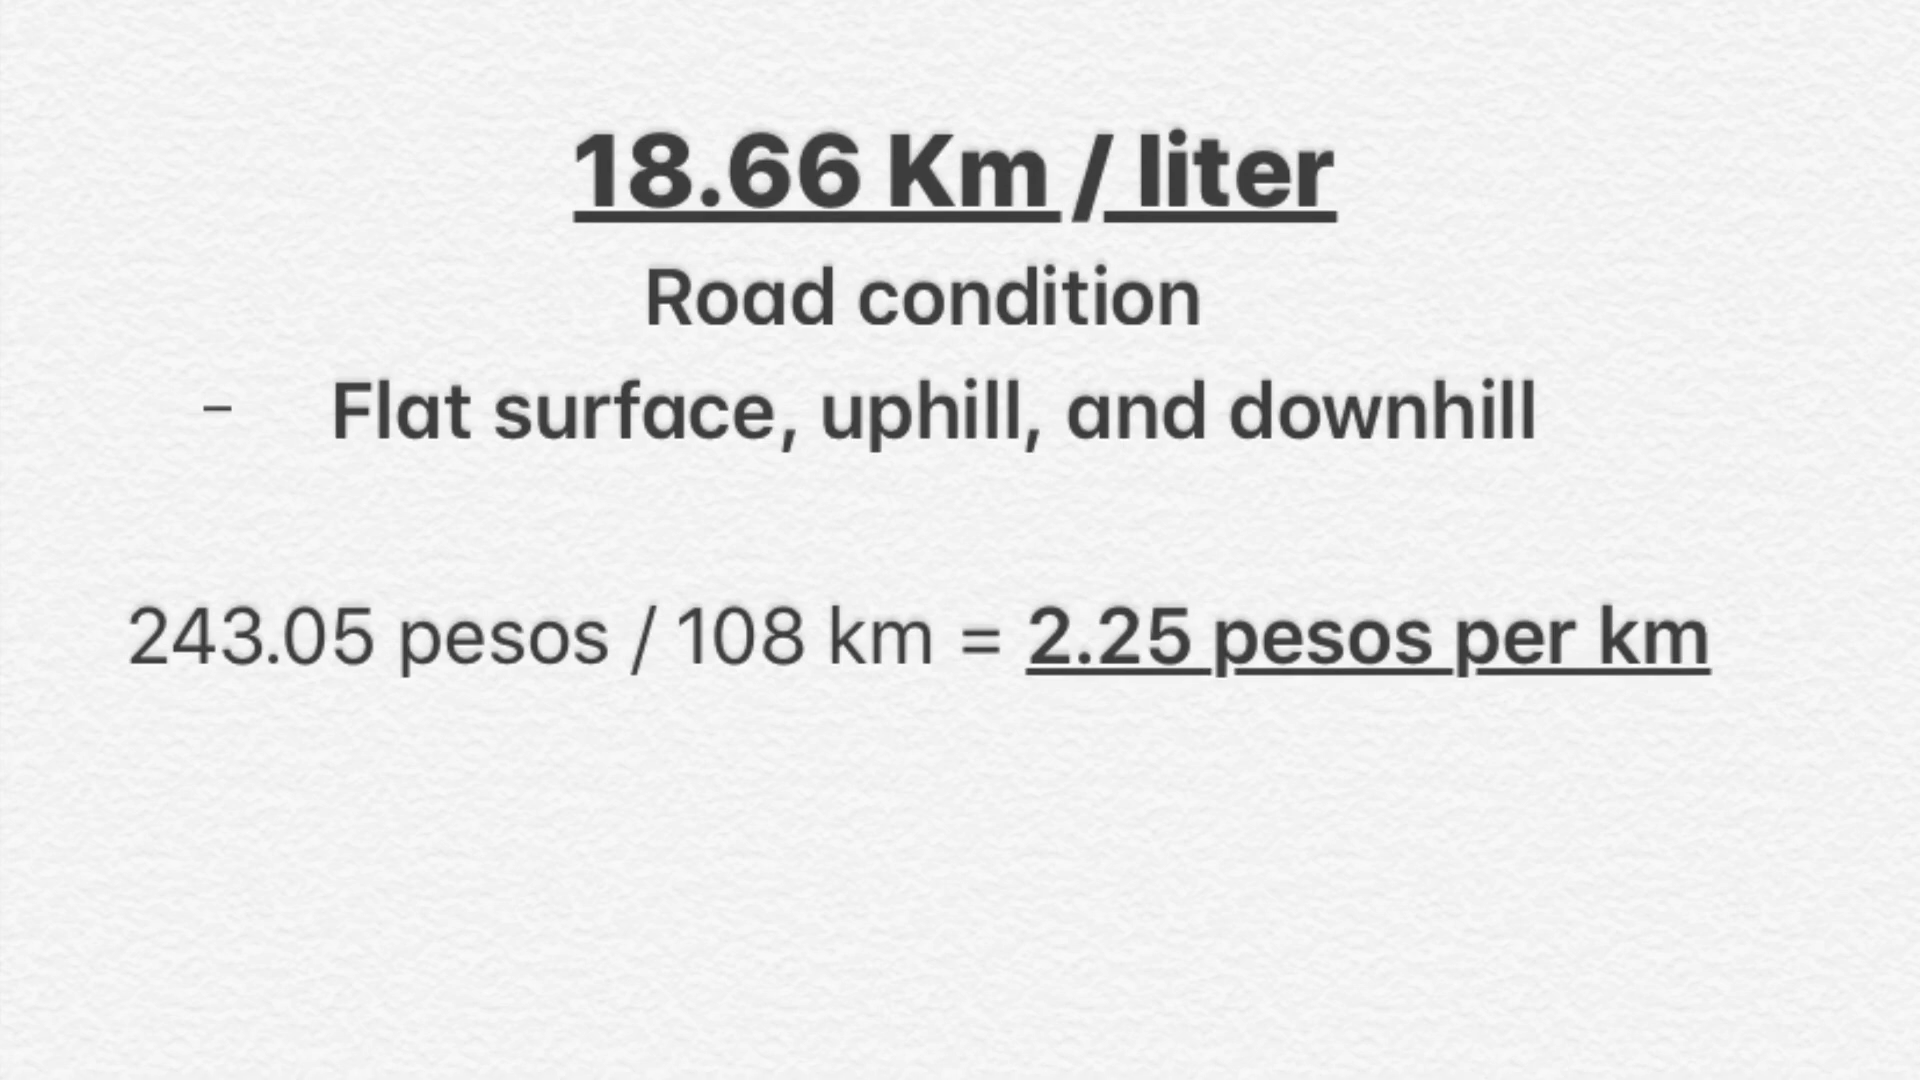 18.66 Km / liter
Road condition
- Flat surface, uphill, and downhill
243.05 pesos / 108 km = 2.25 pesos per km